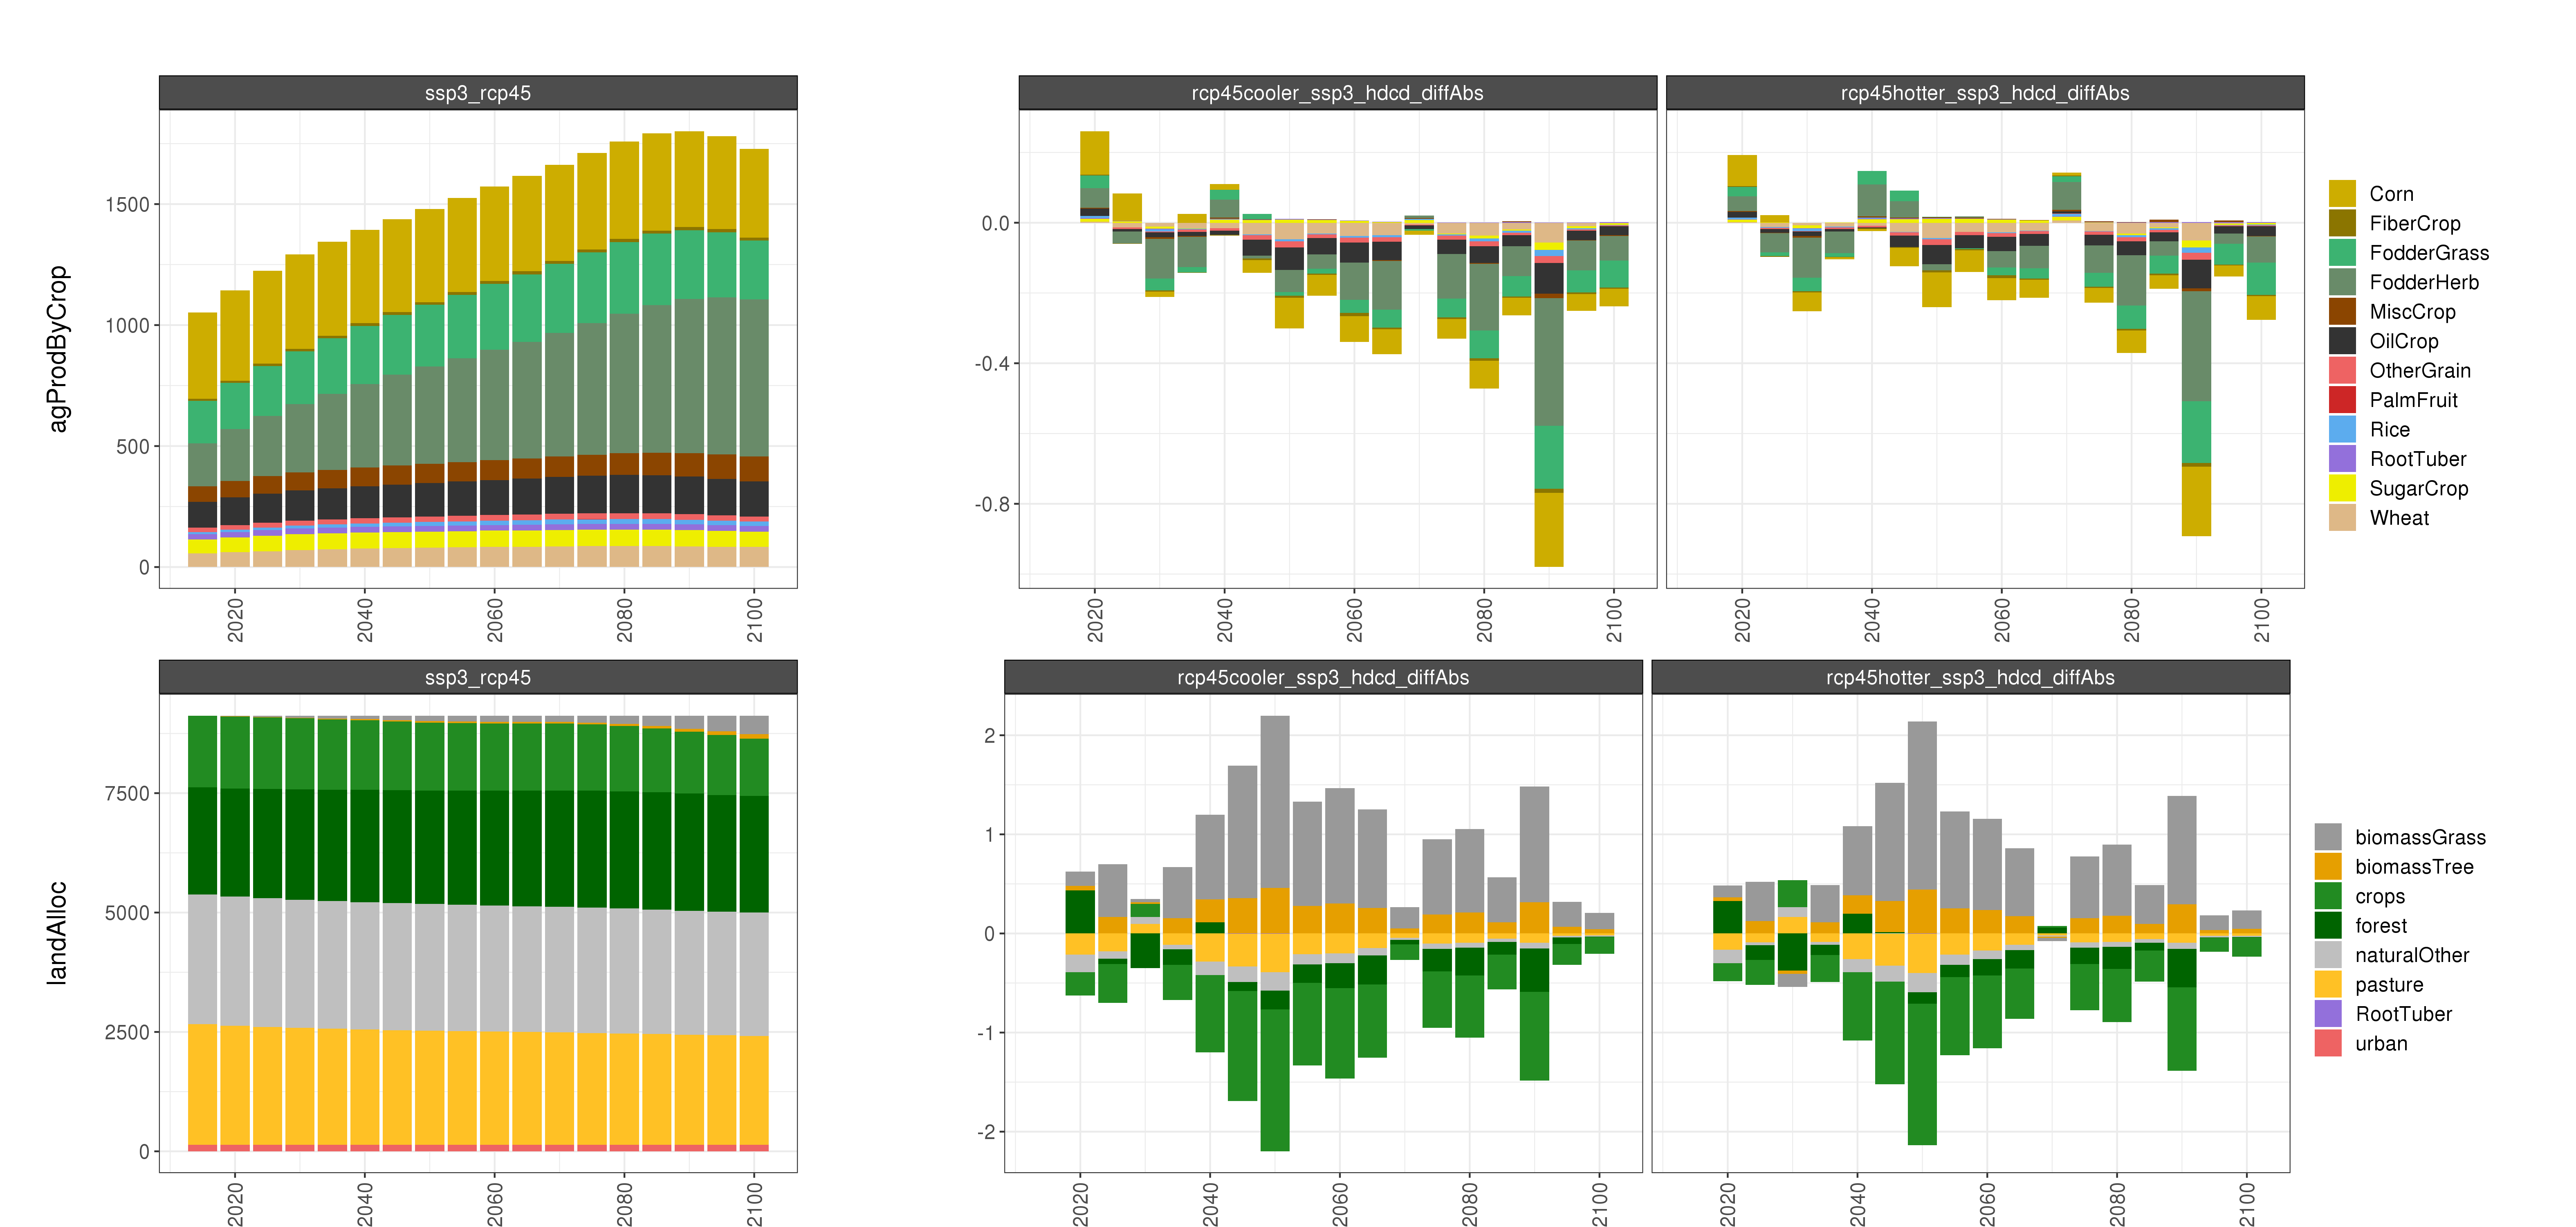 ssp3_rcp45
rcp45cooler_ssp3_hdcd_diffAbs
rcp45hotter_ssp3_hdcd_diffAbs
agProdByCrop
1500
1000
500
0
2020
2040
2060
2080
2100
0.0
-0.4
-0.8
2020
2040
2060
2080
2100
2020
2040
2060
2080
2100
Corn
FiberCrop
FodderGrass
FodderHerb
MiscCrop
OilCrop
OtherGrain
PalmFruit
Rice
RootTuber
SugarCrop
Wheat
ssp3_rcp45
rcp45cooler_ssp3_hdcd_diffAbs
rcp45hotter_ssp3_hdcd_diffAbs
landAlloc
7500
5000
2500
0
2020
2040
2060
2080
2100
2
1
0
-1
-2
2020
2040
2060
2080
2100
2020
2040
2060
2080
2100
biomassGrass
biomassTree
crops
forest
naturalOther
pasture
RootTuber
urban